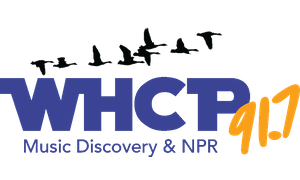 WHCP 91.7
Music Discovery & NPR